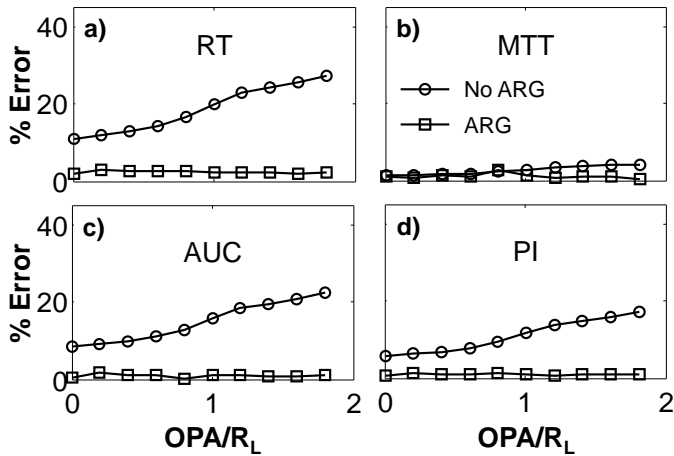 40
20
0
% Error
a)
RT
b)
MTT
No ARG
ARG
40
20
0
% Error
c)
AUC
d)
PI
0
1
2
0
1
2
OPA/R_L
OPA/R_L